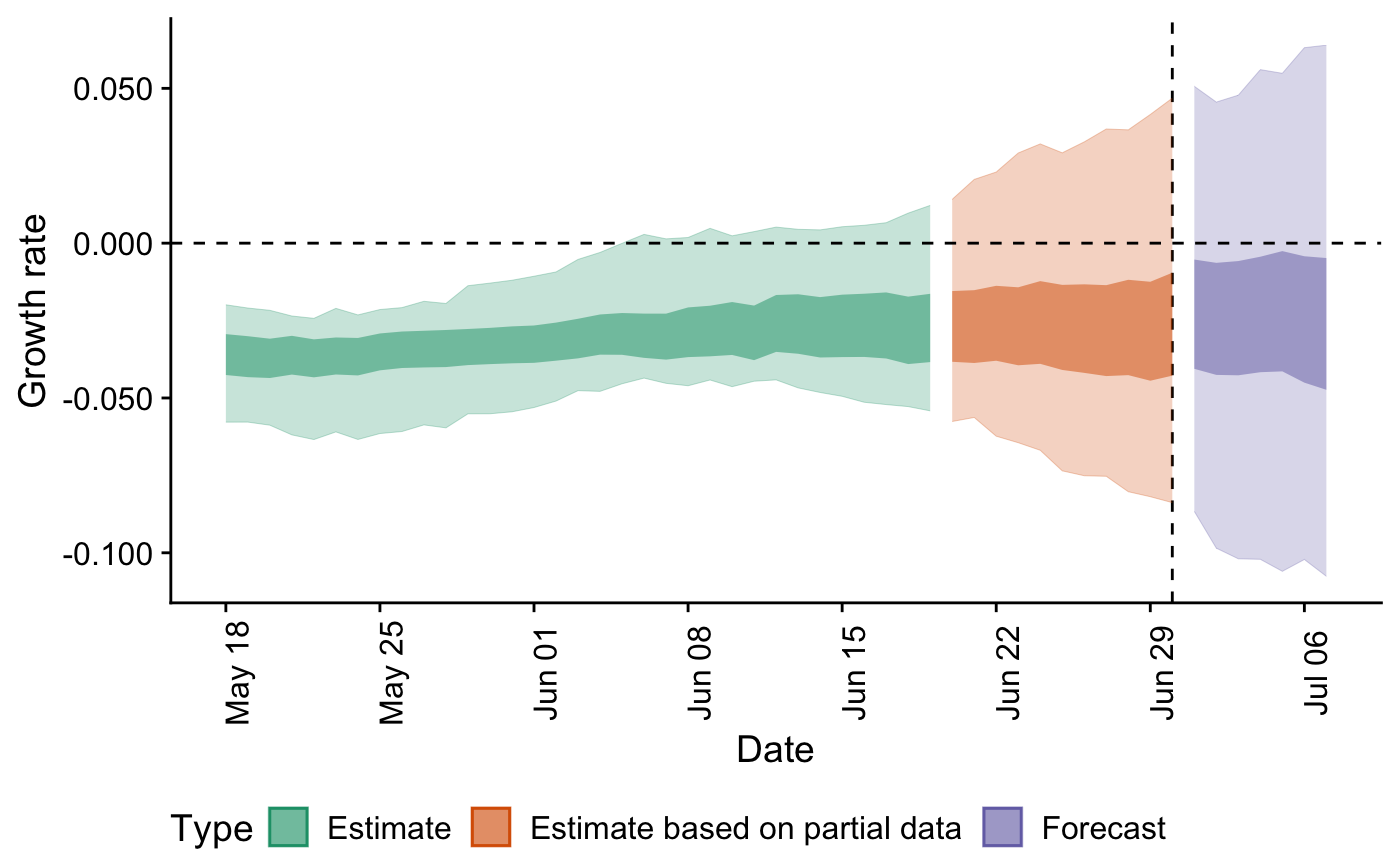 Growth rate
0.050
0.000
-0.050
-0.100
May 18
May 25
Jun 01
Jun 08
Jun 15
Jun 22
Jun 29
Jul 06
Date
Type Estimate Estimate based on partial data Forecast